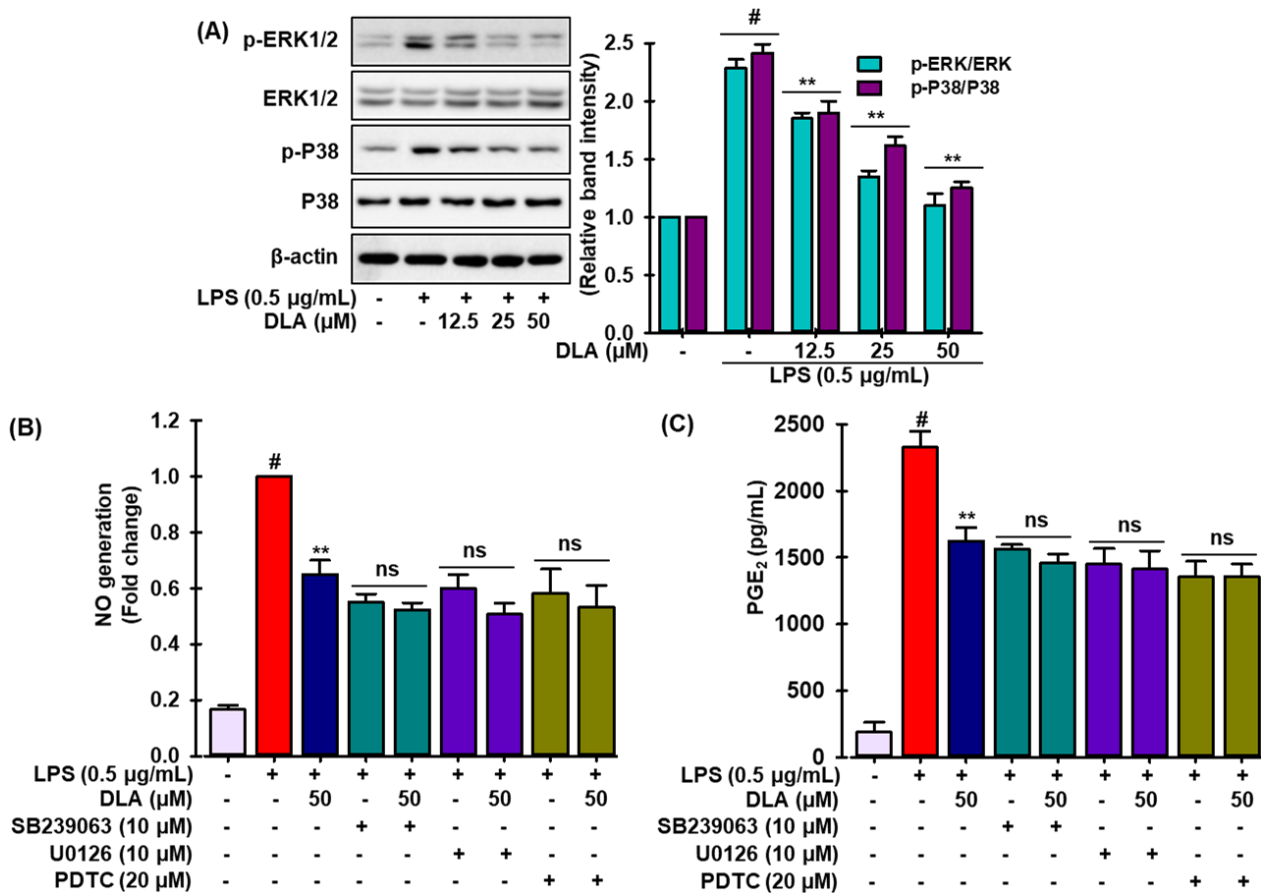 (A)
p-ERK1/2
ERK1/2
p-P38
P38
β-actin
LPS (0.5 µg/mL) - + + + +
DLA (µM) - - 12.5 25 50
(Relative band intensity)
2.5
2.0
1.5
1.0
0.5
0.0
#
**
**
**
p-ERK/ERK
p-P38/P38
DLA (µM) - - 12.5 25 50
LPS (0.5 µg/mL)
(B)
NO generation
(Fold change)
1.2
1.0
0.8
0.6
0.4
0.2
0.0
#
**
ns
ns
ns
LPS (0.5 µg/mL) - + + + + + + + +
DLA (µM) - - 50 - 50 - 50 - 50
SB239063 (10 µM) - - - + + - - - -
U0126 (10 µM) - - - - - + + - -
PDTC (20 µM) - - - - - - - + +
(C)
PGE2 (pg/mL)
2500
2000
1500
1000
500
0
#
**
ns
ns
ns
LPS (0.5 µg/mL) - + + + + + + + +
DLA (µM) - - 50 - 50 - 50 - 50
SB239063 (10 µM) - - - + + - - - -
U0126 (10 µM) - - - - - + + - -
PDTC (20 µM) - - - - - - - + +